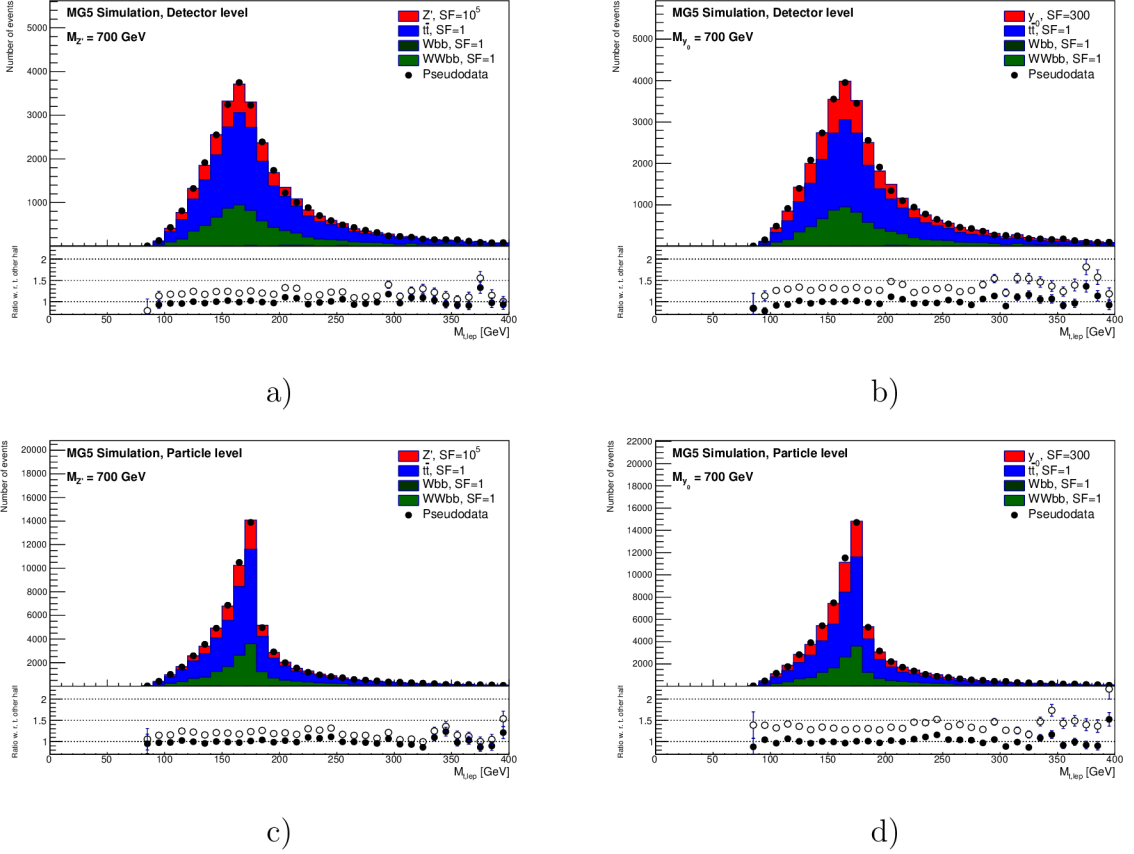 MG5 Simulation, Detector level
M_Z' = 700 GeV
Z', SF=10^5
tt̄, SF=1
Wbb, SF=1
WWbb, SF=1
Pseudodata
Number of events
5000
4000
3000
2000
1000
Ratio w. r. t. other half
2
1.5
1
0 50 100 150 200 250 300 350 400
M_t,lep [GeV]
a)
MG5 Simulation, Detector level
M_y_0 = 700 GeV
y_0, SF=300
tt̄, SF=1
Wbb, SF=1
WWbb, SF=1
Pseudodata
Number of events
5000
4000
3000
2000
1000
Ratio w. r. t. other half
2
1.5
1
0 50 100 150 200 250 300 350 400
M_t,lep [GeV]
b)
MG5 Simulation, Particle level
M_Z' = 700 GeV
Z', SF=10^5
tt̄, SF=1
Wbb, SF=1
WWbb, SF=1
Pseudodata
Number of events
20000
18000
16000
14000
12000
10000
8000
6000
4000
2000
Ratio w. r. t. other half
2
1.5
1
0 50 100 150 200 250 300 350 400
M_t,lep [GeV]
c)
MG5 Simulation, Particle level
M_y_0 = 700 GeV
y_0, SF=300
tt̄, SF=1
Wbb, SF=1
WWbb, SF=1
Pseudodata
Number of events
22000
20000
18000
16000
14000
12000
10000
8000
6000
4000
2000
Ratio w. r. t. other half
2
1.5
1
0 50 100 150 200 250 300 350 400
M_t,lep [GeV]
d)